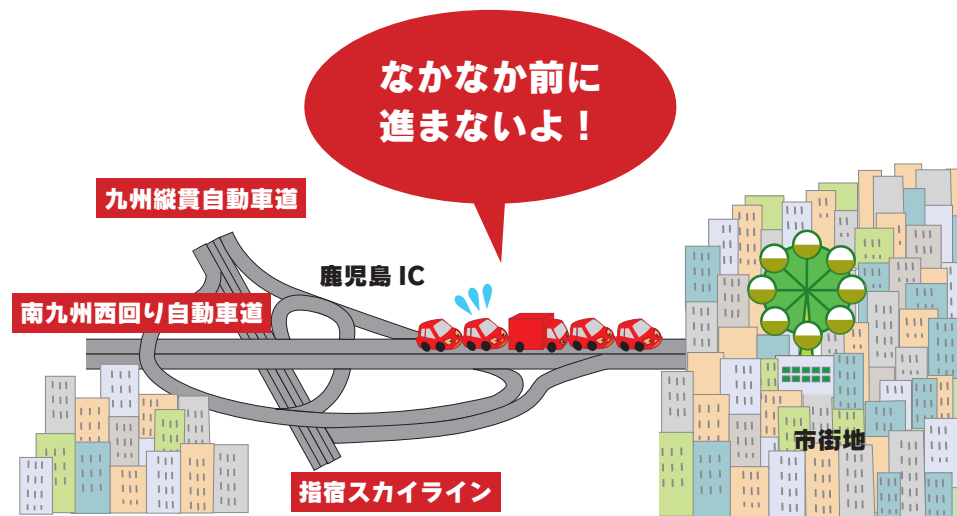 なかなか前に
進まないよ！
九州縦貫自動車道
鹿児島 IC
南九州西回り自動車道
市街地
指宿スカイライン